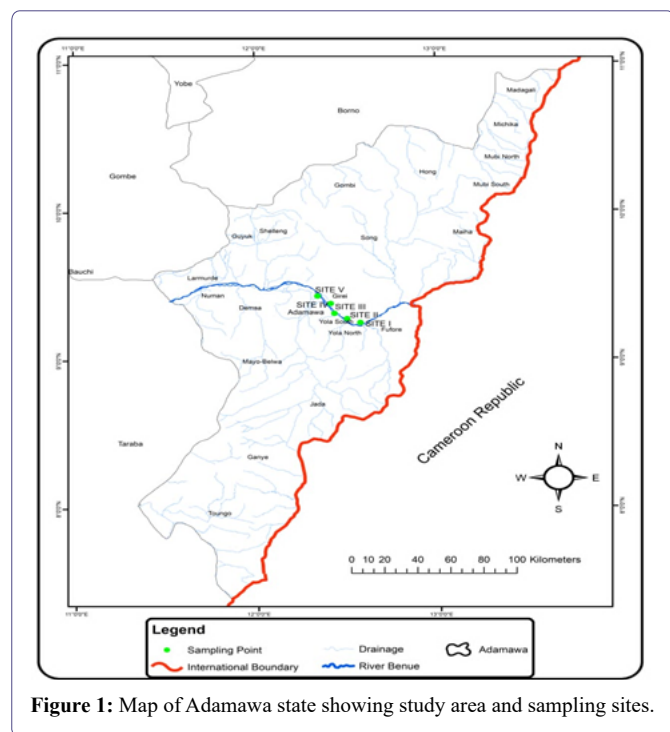 11°0'0"E 12°0'0"E 13°0'0"E
Yobe
Borno
Madagali
Michika
Mubi North
Mubi South
Gombe
Gombi
Hong
Maiha
Song
Shelleng
Guyuk
Bauchi
Larmurde
Numan
Demsa
SITE V
Girei
SITE IV
SITE III
Adamawa
SITE II
Yola South
SITE I
Yola North
Fufore
Mayo-Belwa
Jada
Taraba
Ganye
Toungo
Cameroon Republic
N
W E
S
0 10 20 40 60 80 100 Kilometers
11°0'0"E 12°0'0"E 13°0'0"E
Legend
Sampling Point Drainage Adamawa
International Boundary River Benue
Figure 1: Map of Adamawa state showing study area and sampling sites.